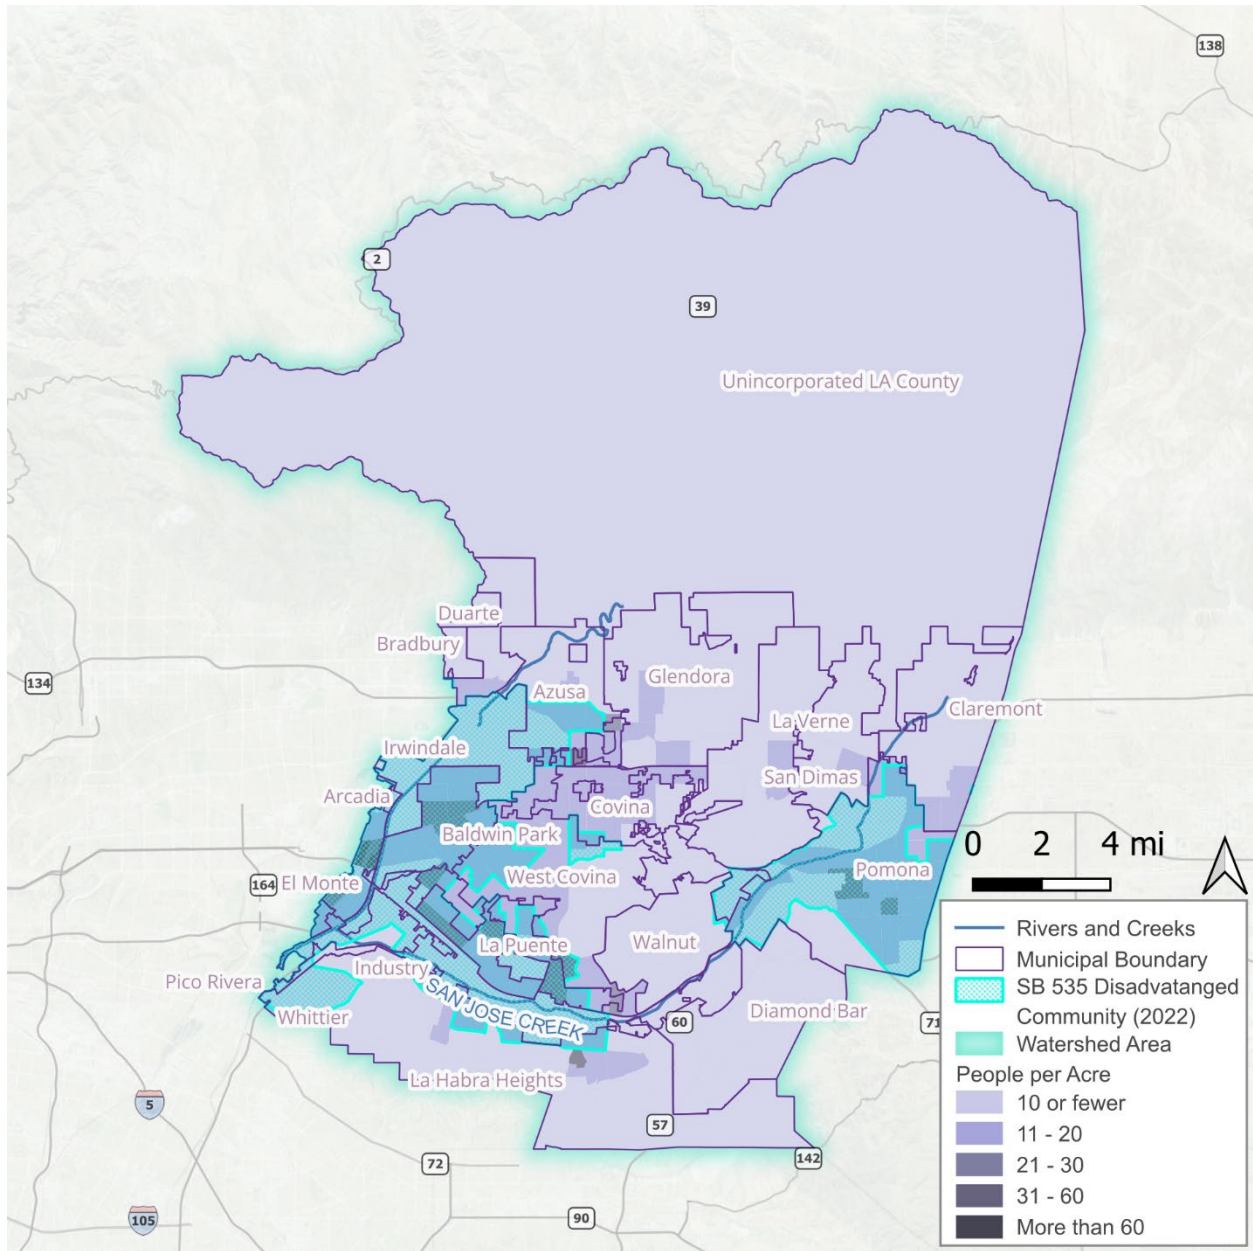 138
2
39
Unincorporated LA County
Duarte
Bradbury
134
Azusa
Glendora
Claremont
La Verne
Irwindale
San Dimas
Arcadia
Covina
Baldwin Park
0 2 4 mi
164
El Monte
West Covina
Pomona
La Puente
Walnut
Pico Rivera
Industry
Whittier
SAN JOSE CREEK
60
Diamond Bar
71
La Habra Heights
5
57
72
142
105
90
Rivers and Creeks
Municipal Boundary
SB 535 Disadvatanged
Community (2022)
Watershed Area
People per Acre
10 or fewer
11 - 20
21 - 30
31 - 60
More than 60